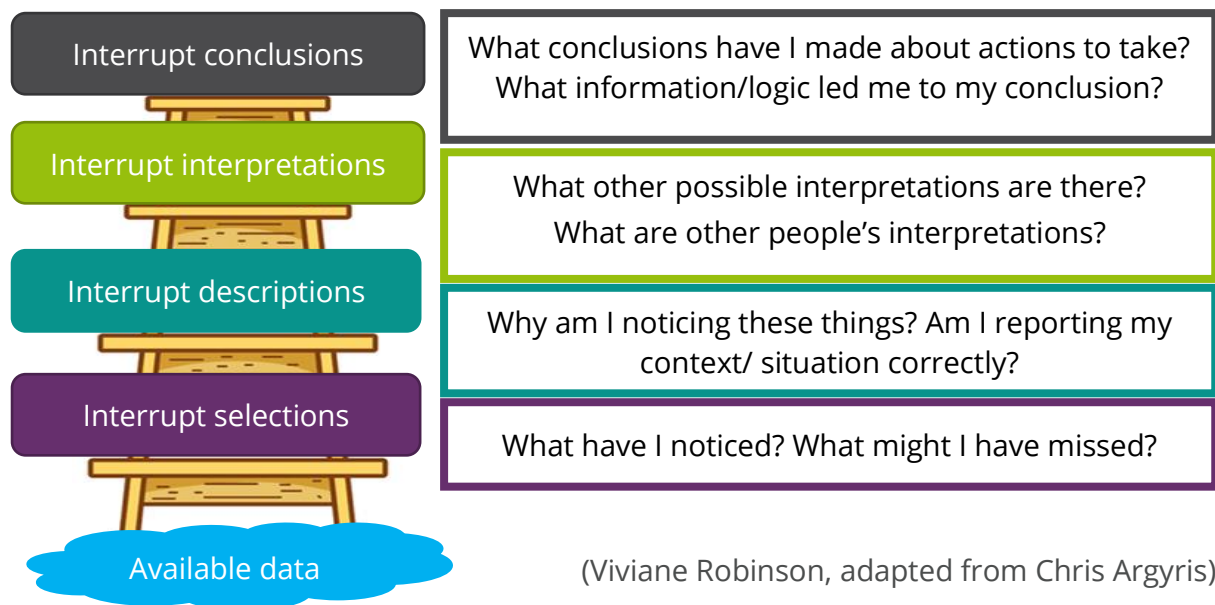 Interrupt conclusions
What conclusions have I made about actions to take?
What information/logic led me to my conclusion?
Interrupt interpretations
What other possible interpretations are there?
What are other people's interpretations?
Interrupt descriptions
Why am I noticing these things? Am I reporting my
context/ situation correctly?
Interrupt selections
What have I noticed? What might I have missed?
Available data
(Viviane Robinson, adapted from Chris Argyris)